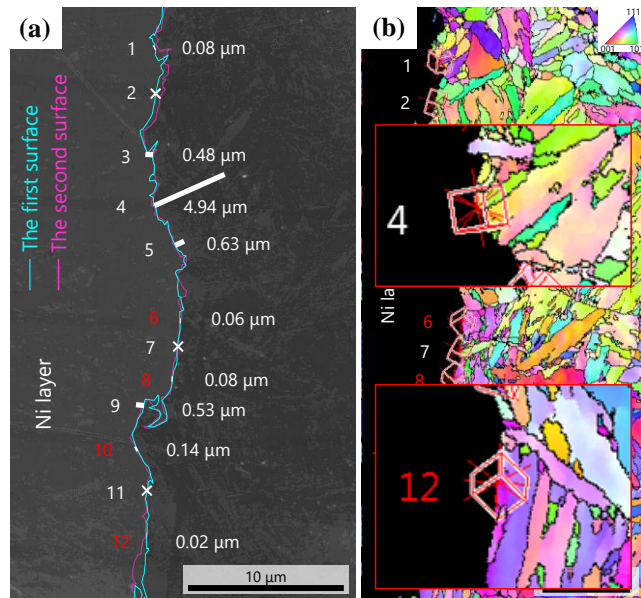 (a)
1
0.08 μm
2
3
0.48 μm
4
4.94 μm
5
0.63 μm
6
0.06 μm
7
8
0.08 μm
9
0.53 μm
10
0.14 μm
11
12
0.02 μm
The first surface
The second surface
Ni layer
10 μm
(b)
111
001
1
2
4
6
7
12